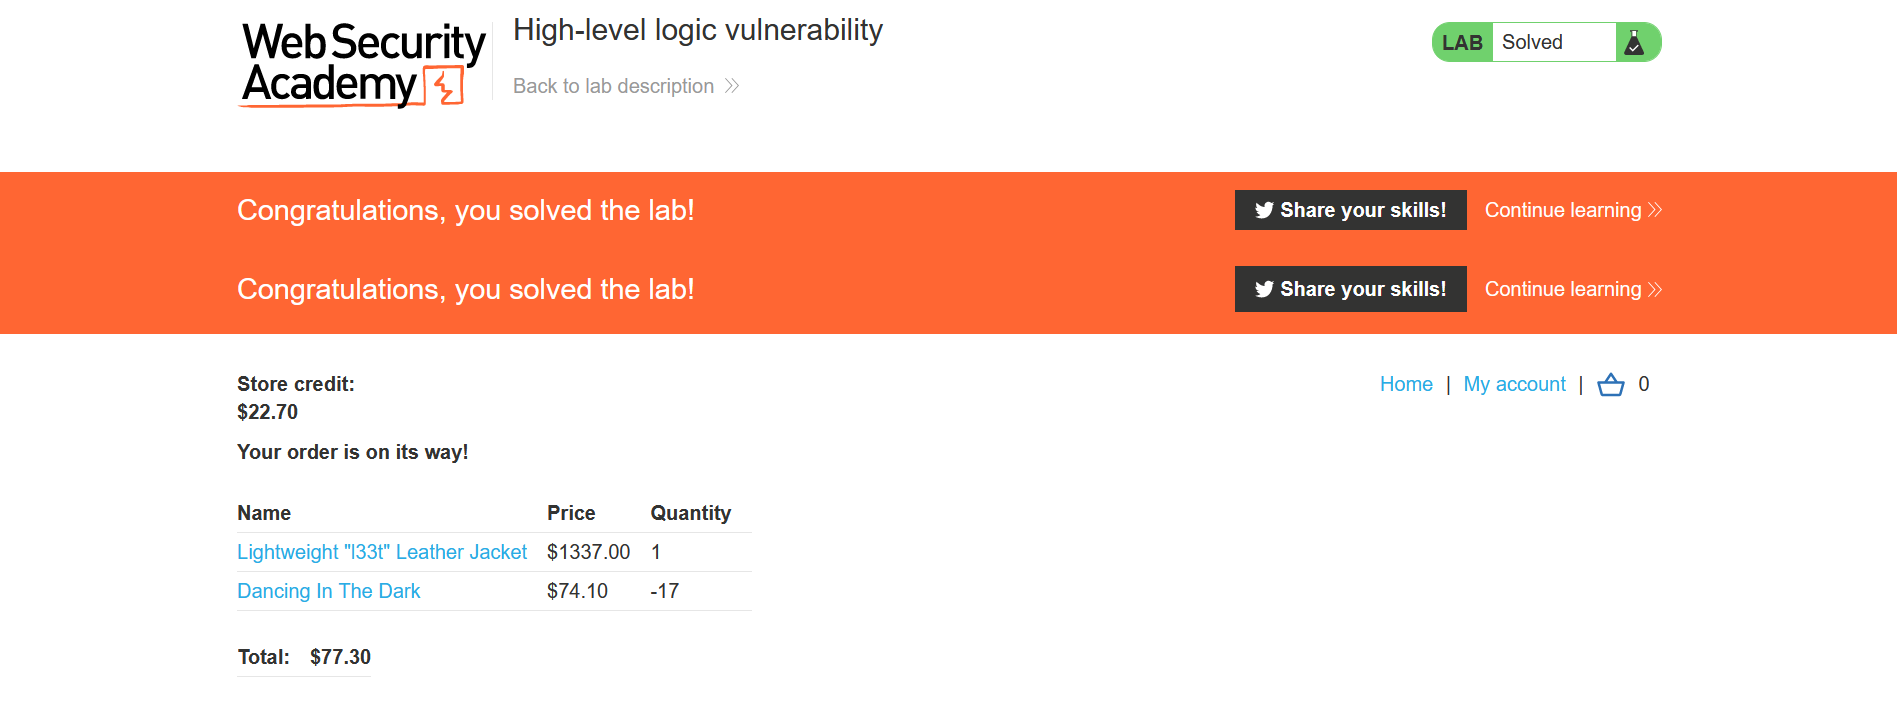 Web Security
Academy
High-level logic vulnerability
Back to lab description
LAB Solved
Congratulations, you solved the lab!
Share your skills! Continue learning
Congratulations, you solved the lab!
Share your skills! Continue learning
Store credit:
$22.70
Home | My account | 0
Your order is on its way!
Name Price Quantity
Lightweight "l33t" Leather Jacket $1337.00 1
Dancing In The Dark $74.10 -17
Total: $77.30